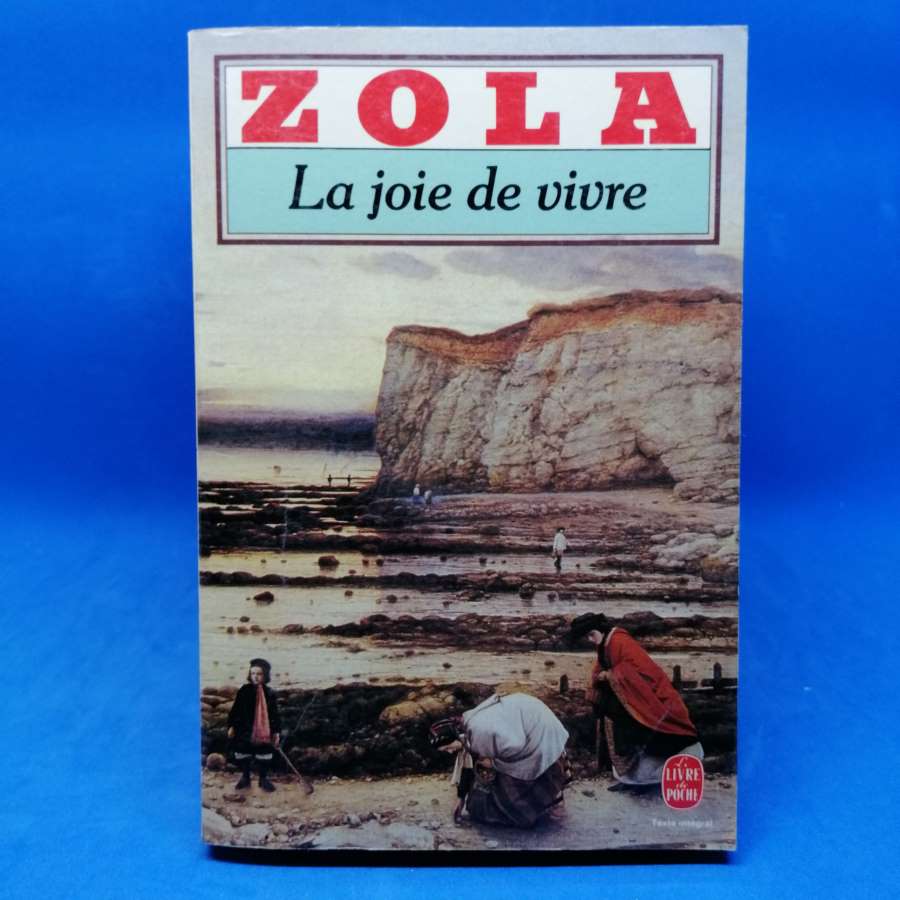 ZOLA
La joie de vivre
Le
LIVRE
de
POCHE
Texte intégral